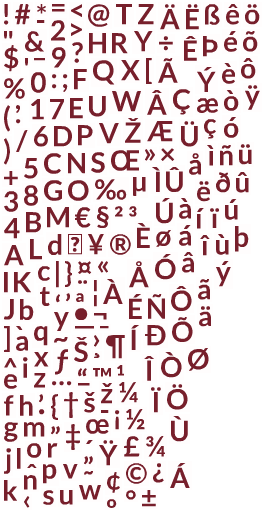 ! # * = < @ T Z Ä Ë ß ê ö
" & 2 > H R Y ÷ Ê Þ é õ
$ ' - 9 ? Q X [ Ã Ý è ô ÿ
% 0 : ; F U W Â Ç æ ò ý
( . 1 7 E V Ž Æ Ü ç ó
) / 6 D P Œ » × å ì ñ ü
+ 5 C N S ‰ µ Ì Û ë ð û
3 8 G O M € § ² ³ Ú à í ï ú
4 B d ¥ ® È Ø á î ù þ
A L c l } ¤ « Å Ó â ý
I K t ‚ ª ¨ ¦ À É Ñ Ô ã
J b y • ¬ Í Ð Õ ä
] a q ~ Š ¸ ¶ Î Ò Ø
ê i x ƒ – ™ ¹ Ï Ö
f h z … š ž ¼ Ù
g m ' { † œ ¡ ½
j l n „ ‡ ´ Ÿ £ ¾
k ˆ o r p v „ ¢ © ¿ Á
‹ s u w º ° ±